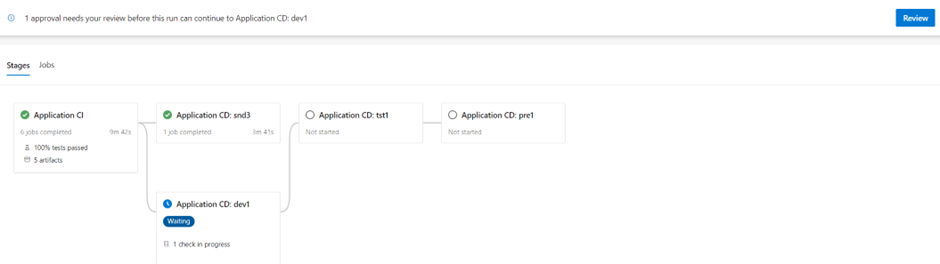 1 approval needs your review before this run can continue to Application CD: dev1
Review
Stages
Jobs
Application CI
6 jobs completed
9m 42s
100% tests passed
5 artifacts
Application CD: snd3
1 job completed
3m 41s
Application CD: tst1
Not started
Application CD: pre1
Not started
Application CD: dev1
Waiting
1 check in progress